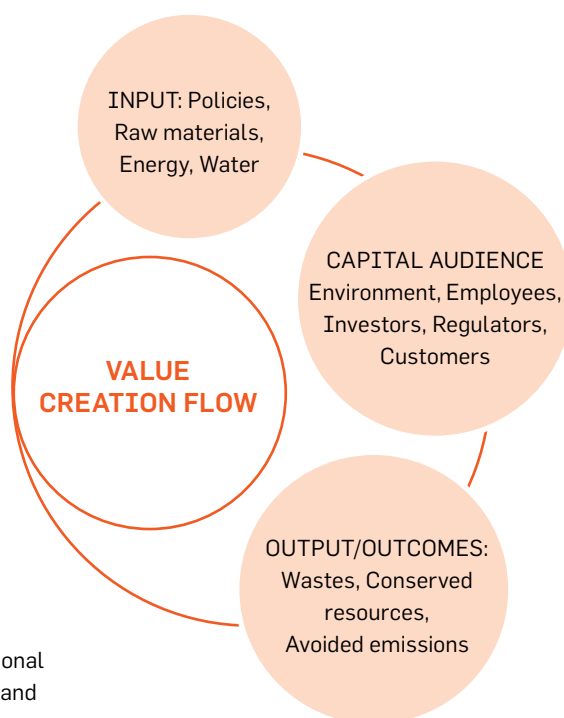 INPUT: Policies,
Raw materials,
Energy, Water
CAPITAL AUDIENCE
Environment, Employees,
Investors, Regulators,
Customers
VALUE
CREATION FLOW
OUTPUT/OUTCOMES:
Wastes, Conserved
resources,
Avoided emissions
onal
and